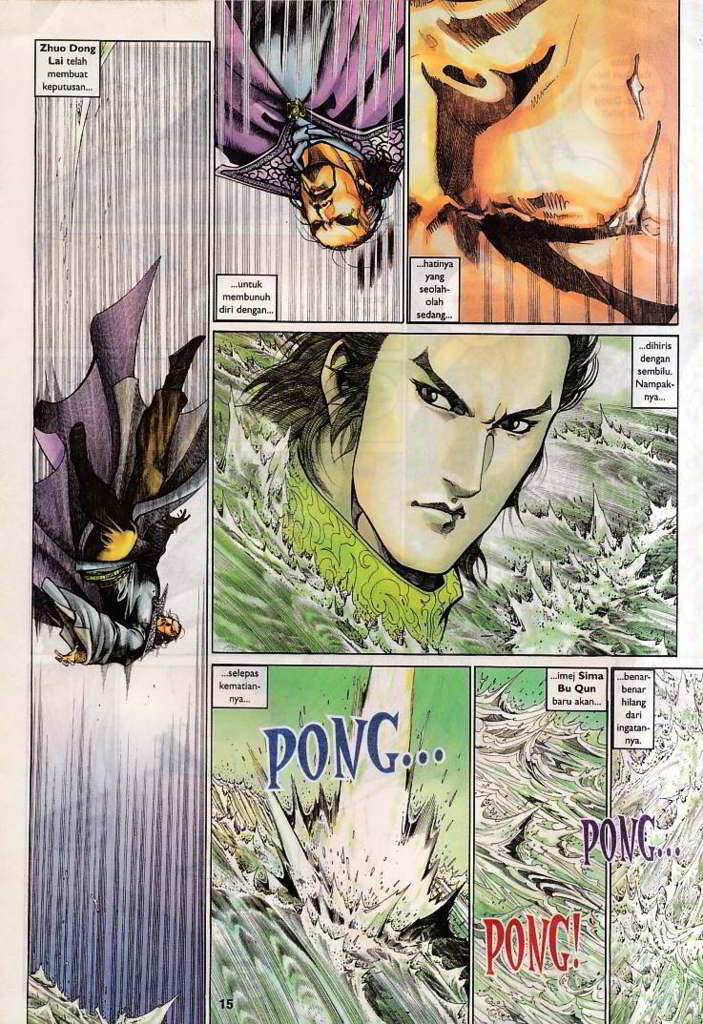 Zhuo Dong
Lai telah
membuat
keputusan...
...untuk
membunuh
diri dengan...
...hatinya
yang
seolah-
olah
sedang...
...dihiris
dengan
sembilu.
Nampak-
nya...
...selepas
kematian-
nya...
PONG...
...imej Sima
Bu Qun
baru akan...
PONG!
...benar-
benar
hilang
dari
ingatan-
nya.
PONG...
15